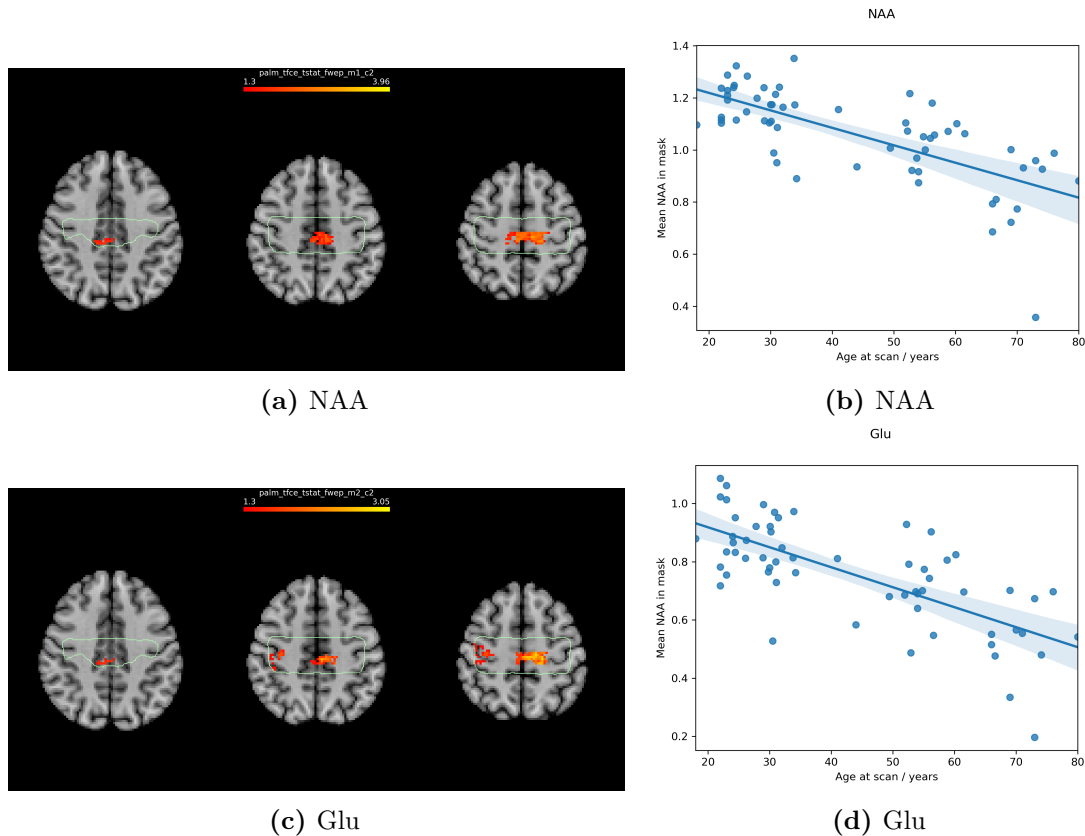 palm_tfce_tstat_fwep_m1_c2
1.3 3.96
(a) NAA
NAA
1.4
1.2
1.0
0.8
0.6
0.4
Mean NAA in mask
20 30 40 50 60 70 80
Age at scan / years
(b) NAA
palm_tfce_tstat_fwep_m2_c2
1.3 3.05
(c) Glu
Glu
1.0
0.8
0.6
0.4
0.2
Mean NAA in mask
20 30 40 50 60 70 80
Age at scan / years
(d) Glu